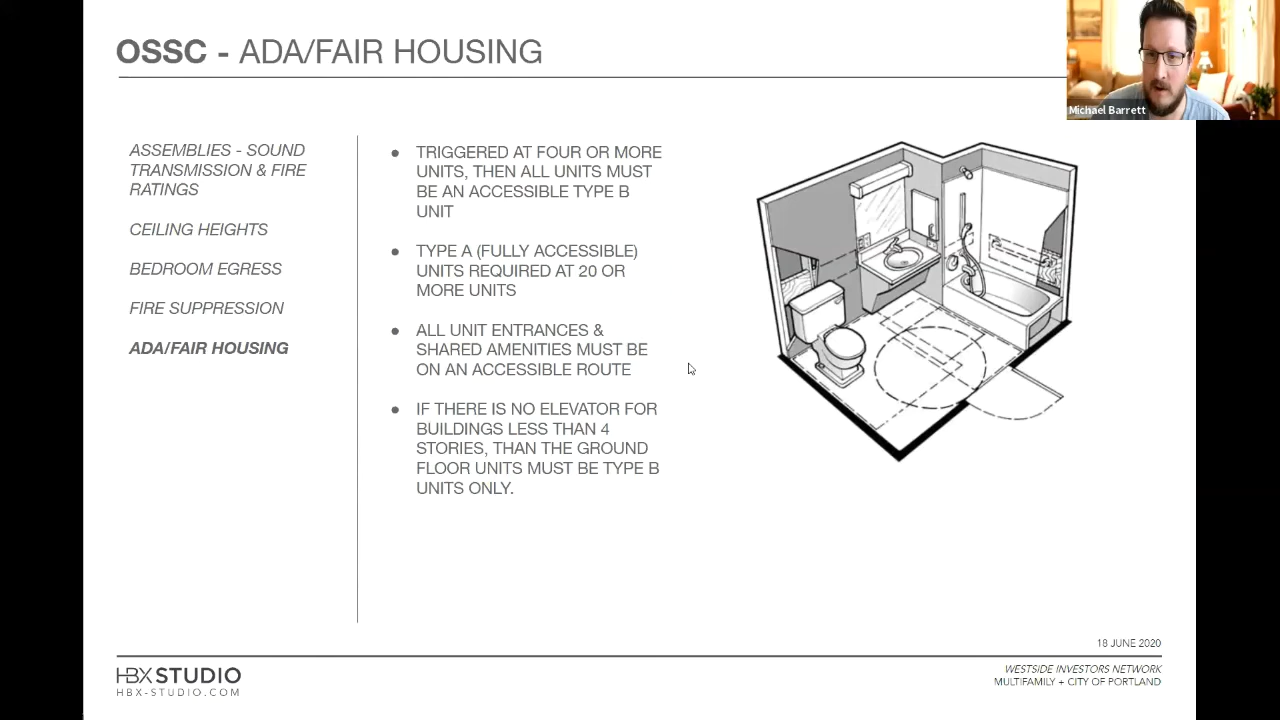 OSSC - ADA/FAIR HOUSING
Michael Barrett
ASSEMBLIES - SOUND
TRANSMISSION & FIRE
RATINGS
CEILING HEIGHTS
BEDROOM EGRESS
FIRE SUPPRESSION
ADA/FAIR HOUSING
● TRIGGERED AT FOUR OR MORE
UNITS, THEN ALL UNITS MUST
BE AN ACCESSIBLE TYPE B
UNIT
● TYPE A (FULLY ACCESSIBLE)
UNITS REQUIRED AT 20 OR
MORE UNITS
● ALL UNIT ENTRANCES &
SHARED AMENITIES MUST BE
ON AN ACCESSIBLE ROUTE
● IF THERE IS NO ELEVATOR FOR
BUILDINGS LESS THAN 4
STORIES, THAN THE GROUND
FLOOR UNITS MUST BE TYPE B
UNITS ONLY.
18 JUNE 2020
HBX STUDIO
HBX-STUDIO.COM
WESTSIDE INVESTORS NETWORK
MULTIFAMILY + CITY OF PORTLAND